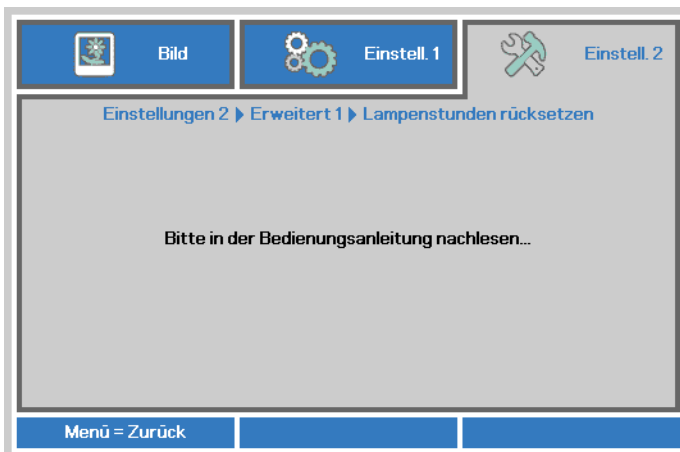 Bild
Einstell. 1
Einstell. 2
Einstellungen 2 Erweitert 1 Lampenstunden rücksetzen
Bitte in der Bedienungsanleitung nachlesen...
Menü = Zurück